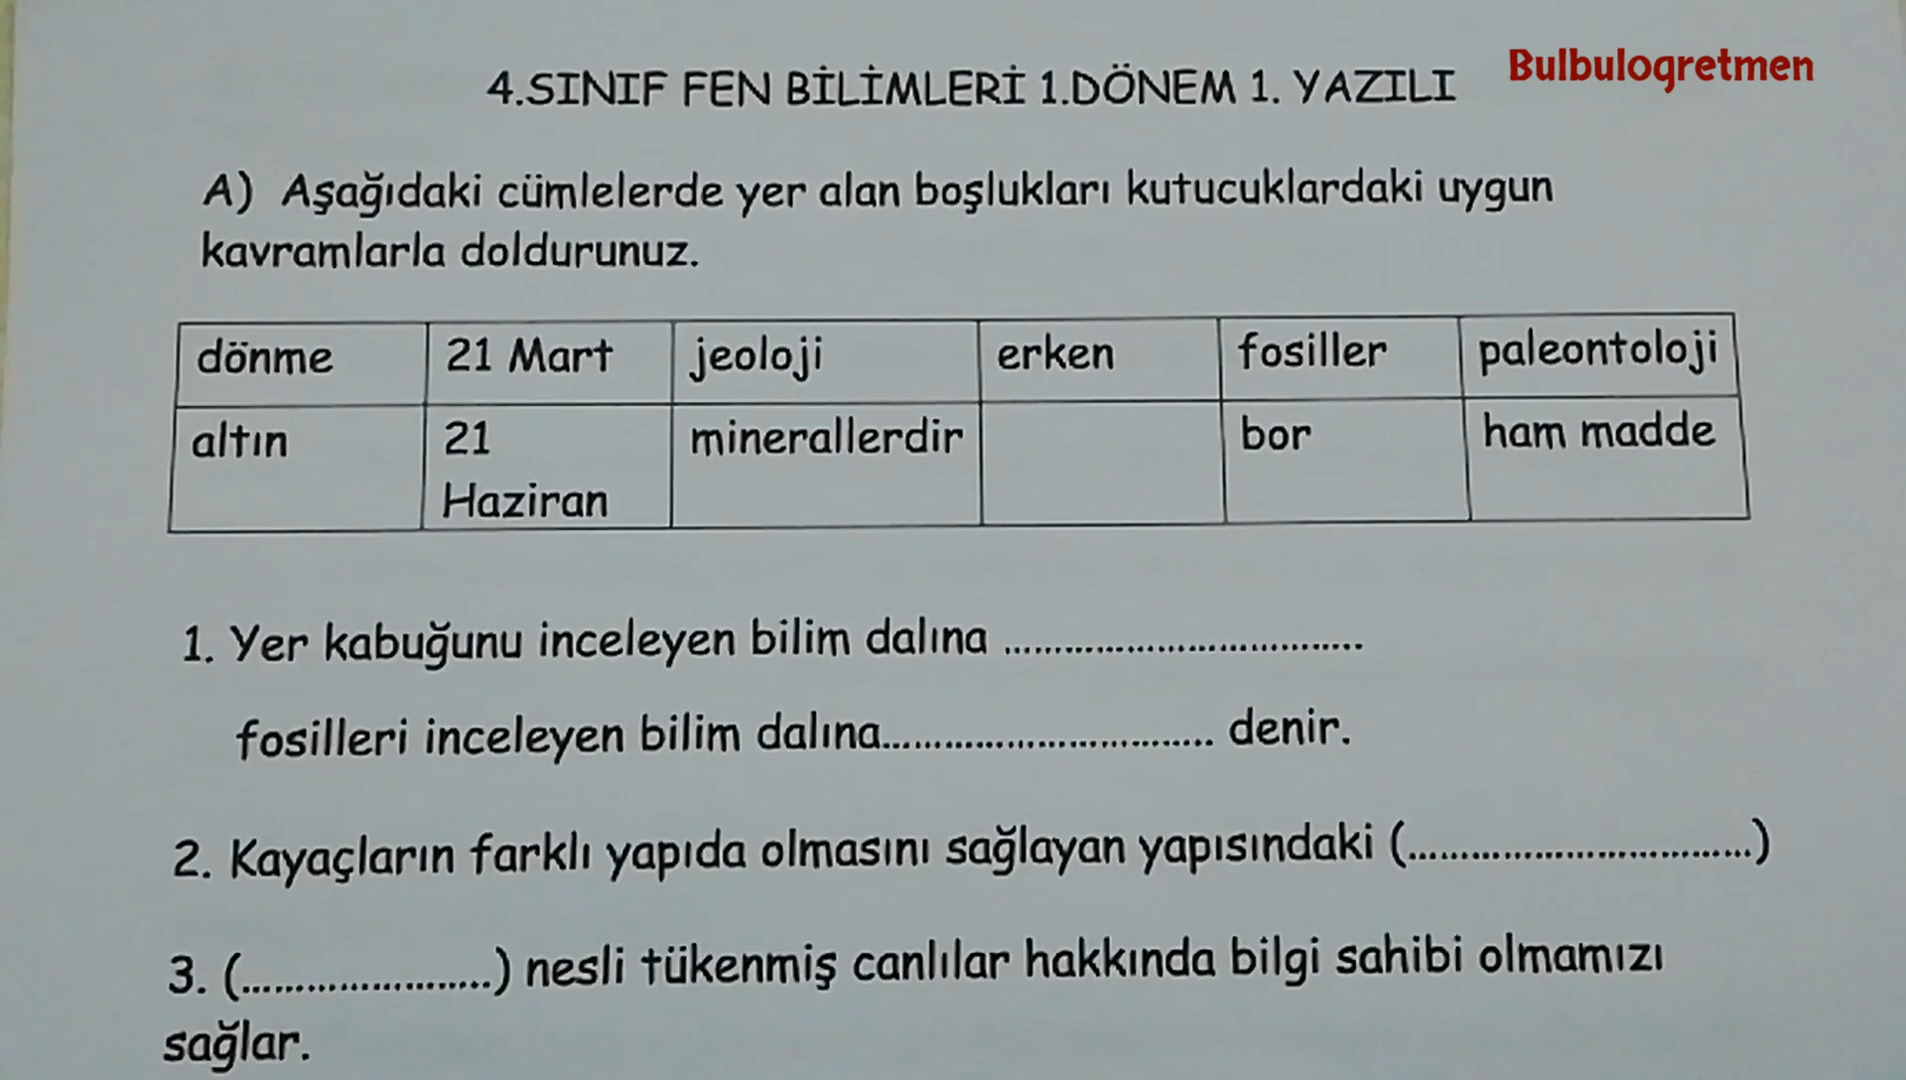 Bulbulogretmen
4.SINIF FEN BİLİMLERİ 1.DÖNEM 1. YAZILI
A) Aşağıdaki cümlelerde yer alan boşlukları kutucuklardaki uygun
kavramlarla doldurunuz.
dönme 21 Mart jeoloji erken fosiller paleontoloji
altın 21 minerallerdir bor ham madde
Haziran
1. Yer kabuğunu inceleyen bilim dalına ..................................
fosilleri inceleyen bilim dalına............................... denir.
2. Kayaçların farklı yapıda olmasını sağlayan yapısındaki (................................)
3. (.......................) nesli tükenmiş canlılar hakkında bilgi sahibi olmamızı
sağlar.